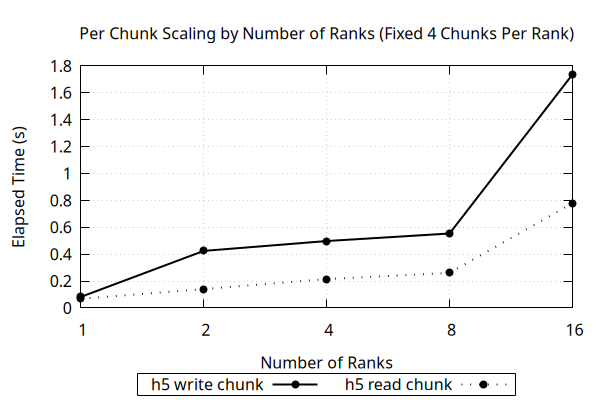 Per Chunk Scaling by Number of Ranks (Fixed 4 Chunks Per Rank)
1.8
1.6
1.4
1.2
1
0.8
0.6
0.4
0.2
0
Elapsed Time (s)
1 2 4 8 16
Number of Ranks
h5 write chunk h5 read chunk